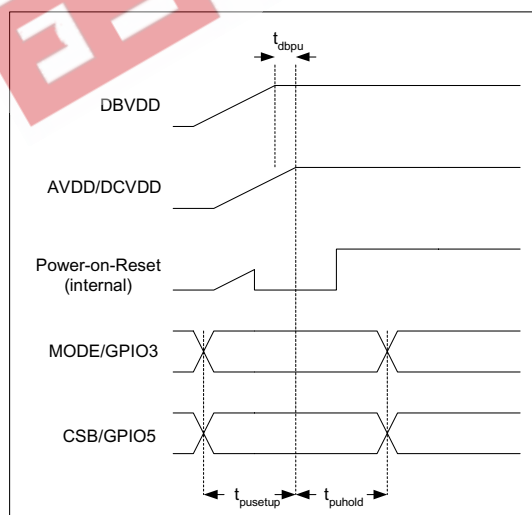 t_dbpu
DBVDD
AVDD/DCVDD
Power-on-Reset
(internal)
MODE/GPIO3
CSB/GPIO5
t_pusetup t_puhold